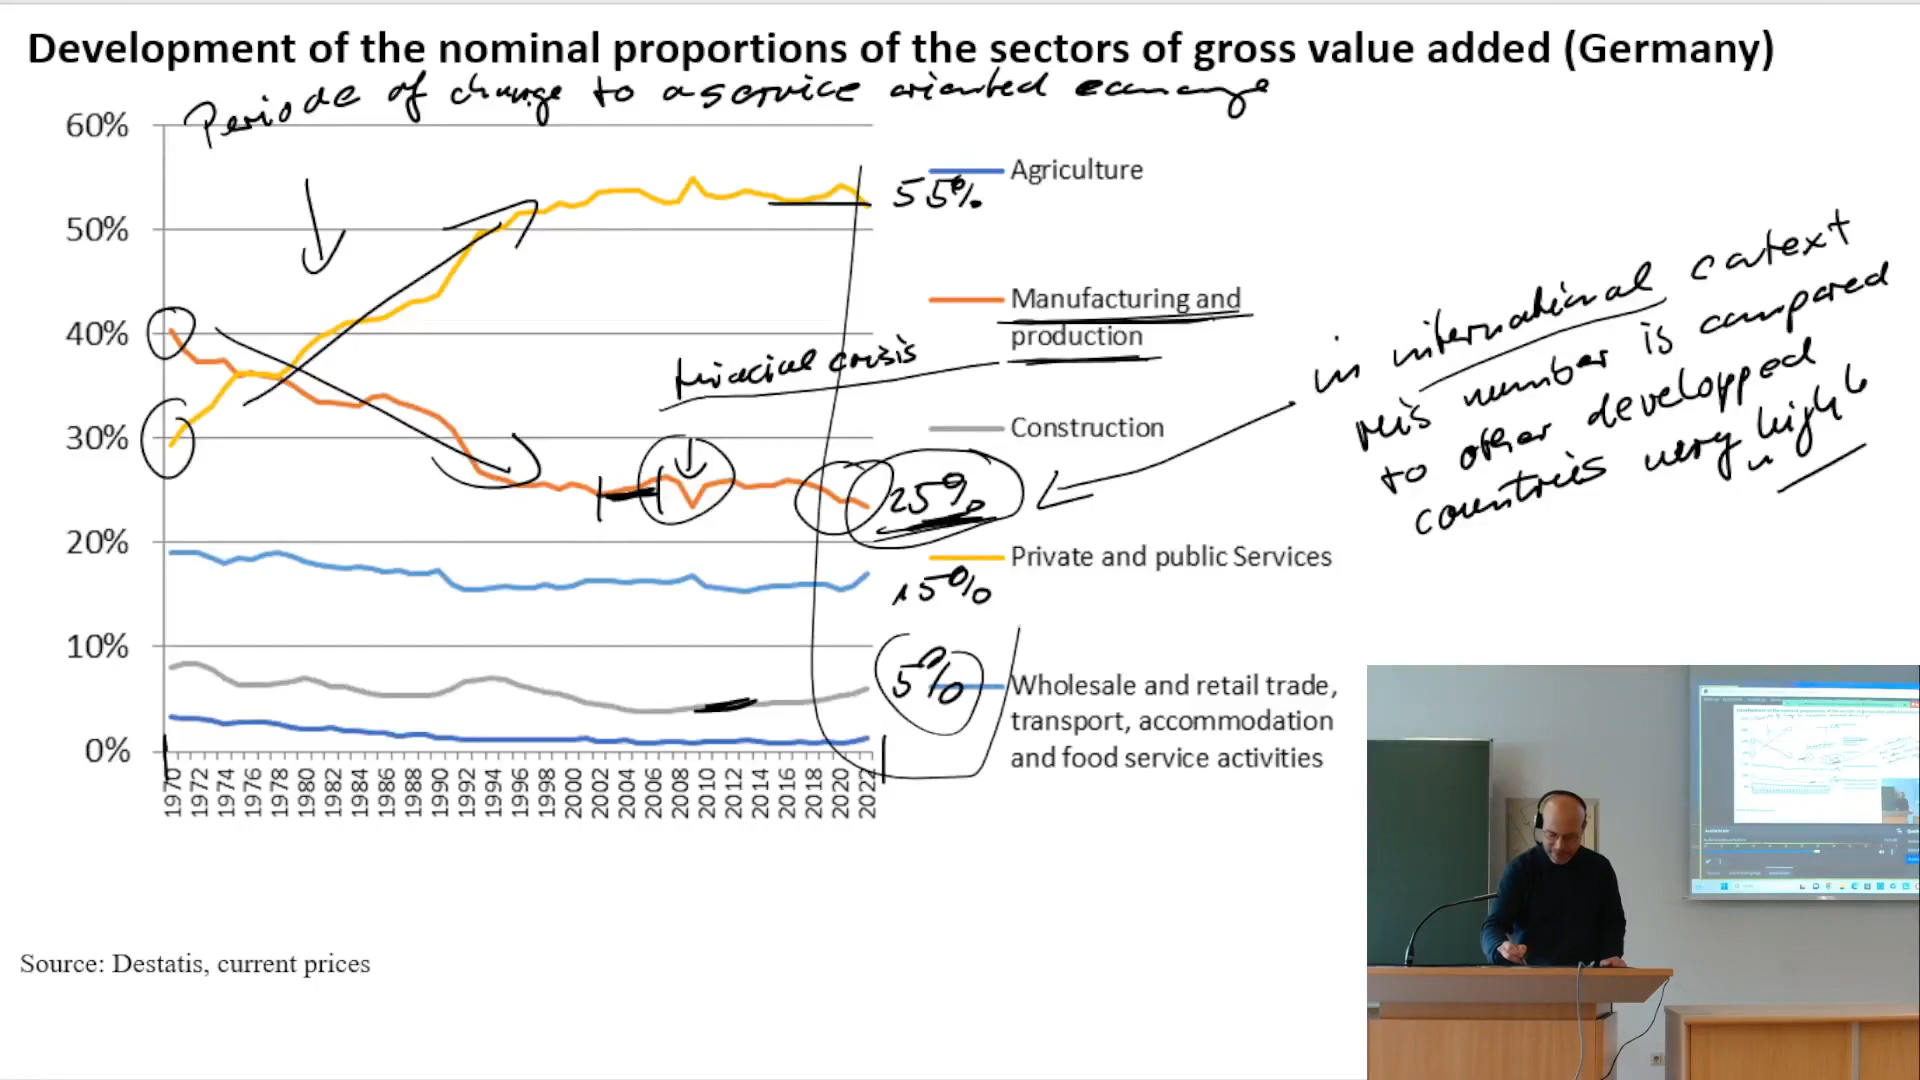 Development of the nominal proportions of the sectors of gross value added (Germany)
Periode of change to a service oriented
60%
50%
40%
30%
20%
10%
0%
1970 1972 1974 1976 1978 1980 1982 1984 1986 1988 1990 1992 1994 1996 1998 2000 2002 2004 2006 2008 2010 2012 2014 2016 2018 2020 2022
Agriculture
55%
Manufacturing and
production
crisis
Construction
25%
Private and public Services
15%
5%
Wholesale and retail trade,
transport, accommodation
and food service activities
in international context
number is compared
to other developped
countries very high
Source: Destatis, current prices